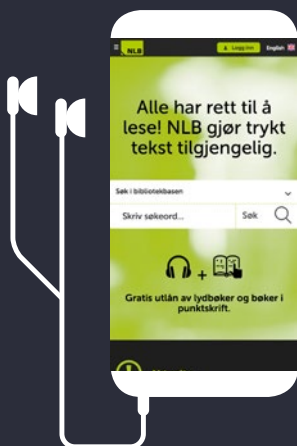 NLB
Logg inn
English
Alle har rett til å
lese! NLB gjør trykt
tekst tilgjengelig.
Søk i bibliotekbasen
Skriv søkeord...
Søk
Gratis utlån av lydbøker og bøker i
punktskrift.